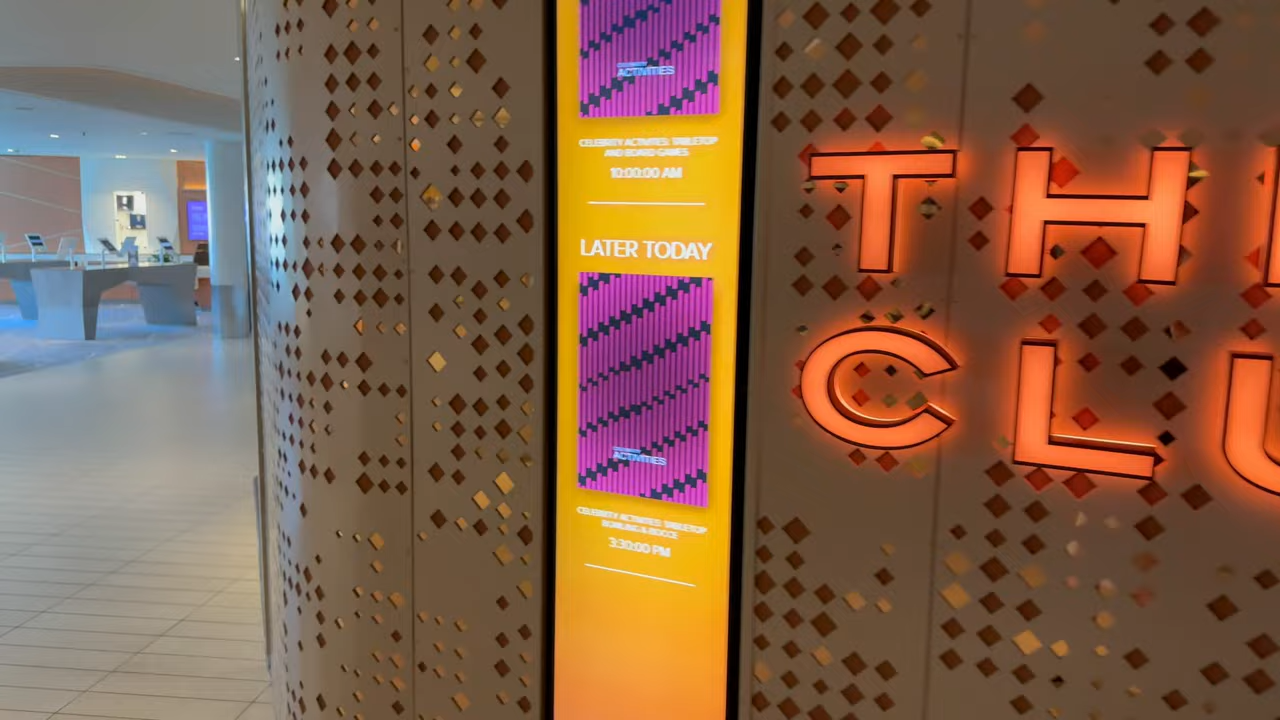 CELEBRITY
ACTIVITIES
CELEBRITY ACTIVITIES: TABLETOP
AND BOARD GAMES
10:00:00 AM
LATER TODAY
CELEBRITY
ACTIVITIES
CELEBRITY ACTIVITIES: TABLETOP
BOWLING & BOCCE
3:30:00 PM
TH
CLU